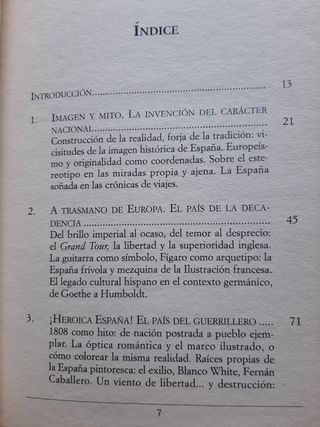 ÍNDICE
INTRODUCCIÓN.................................................... 13
1. IMAGEN Y MITO. LA INVENCIÓN DEL CARÁCTER
NACIONAL.................................................... 21
Construcción de la realidad, forja de la tradición: vi-
cisitudes de la imagen histórica de España. Europeís-
mo y originalidad como coordenadas. Sobre el este-
reotipo en las miradas propia y ajena. La España
soñada en las crónicas de viajes.
2. A TRASMANO DE EUROPA. EL PAÍS DE LA DECA-
DENCIA.................................................... 45
Del brillo imperial al ocaso, del temor al desprecio:
el Grand Tour, la libertad y la superioridad inglesa.
La guitarra como símbolo, Fígaro como arquetipo: la
España frívola y mezquina de la Ilustración francesa.
El legado cultural hispano en el contexto germánico,
de Goethe a Humboldt.
3. ¡HEROICA ESPAÑA! EL PAÍS DEL GUERRILLERO .... 71
1808 como hito: de nación postrada a pueblo ejem-
plar. La óptica romántica y el marco ilustrado, o
cómo colorear la misma realidad. Raíces propias de
la España pintoresca: el exilio, Blanco White, Fernán
Caballero. Un viento de libertad... y destrucción:
7